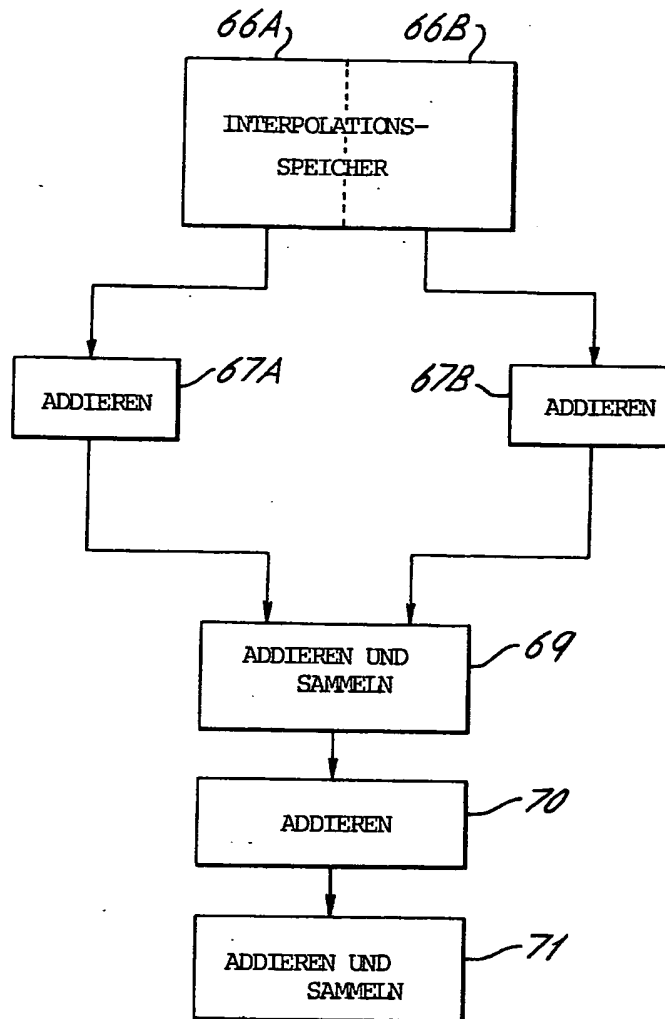 66A 66B
INTERPOLATIONS-
SPEICHER
67A 67B
ADDIEREN ADDIEREN
69
ADDIEREN UND
SAMMELN
70
ADDIEREN
71
ADDIEREN UND
SAMMELN